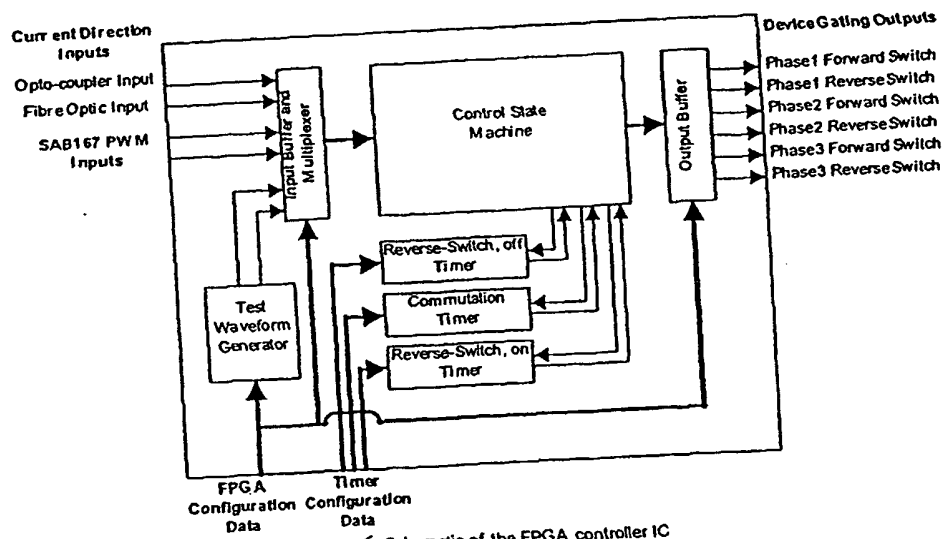 Current Direction
Inputs
Opto-coupler Input
Fibre Optic Input
SAB167 PWM
Inputs
Input Buffer and
Multiplexer
Control State
Machine
Output Buffer
Device Gating Outputs
Phase1 Forward Switch
Phase1 Reverse Switch
Phase2 Forward Switch
Phase2 Reverse Switch
Phase3 Forward Switch
Phase3 Reverse Switch
Reverse-Switch, off
Timer
Commutation
Timer
Reverse-Switch, on
Timer
Test
Waveform
Generator
FPGA
Configuration
Data
Timer
Configuration
Data
Schematic of the FPGA controller IC